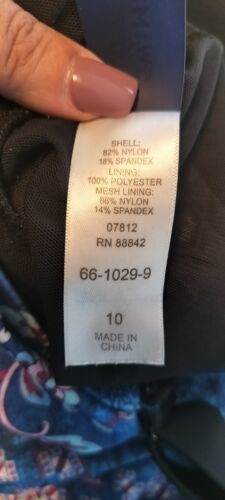 SHELL:
82% NYLON
18% SPANDEX
LINING:
100% POLYESTER
MESH LINING:
86% NYLON
14% SPANDEX
07812
RN 88842
66-1029-9
10
MADE IN
CHINA